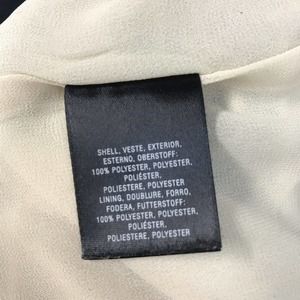 SHELL, VESTE, EXTERIOR,
ESTERNO, OBERSTOFF:
100% POLYESTER, POLYESTER,
POLIÉSTER,
POLIESTERE, POLYESTER
LINING, DOUBLURE, FORRO,
FODERA, FUTTERSTOFF:
100% POLYESTER, POLYESTER,
POLIÉSTER,
POLIESTERE, POLYESTER